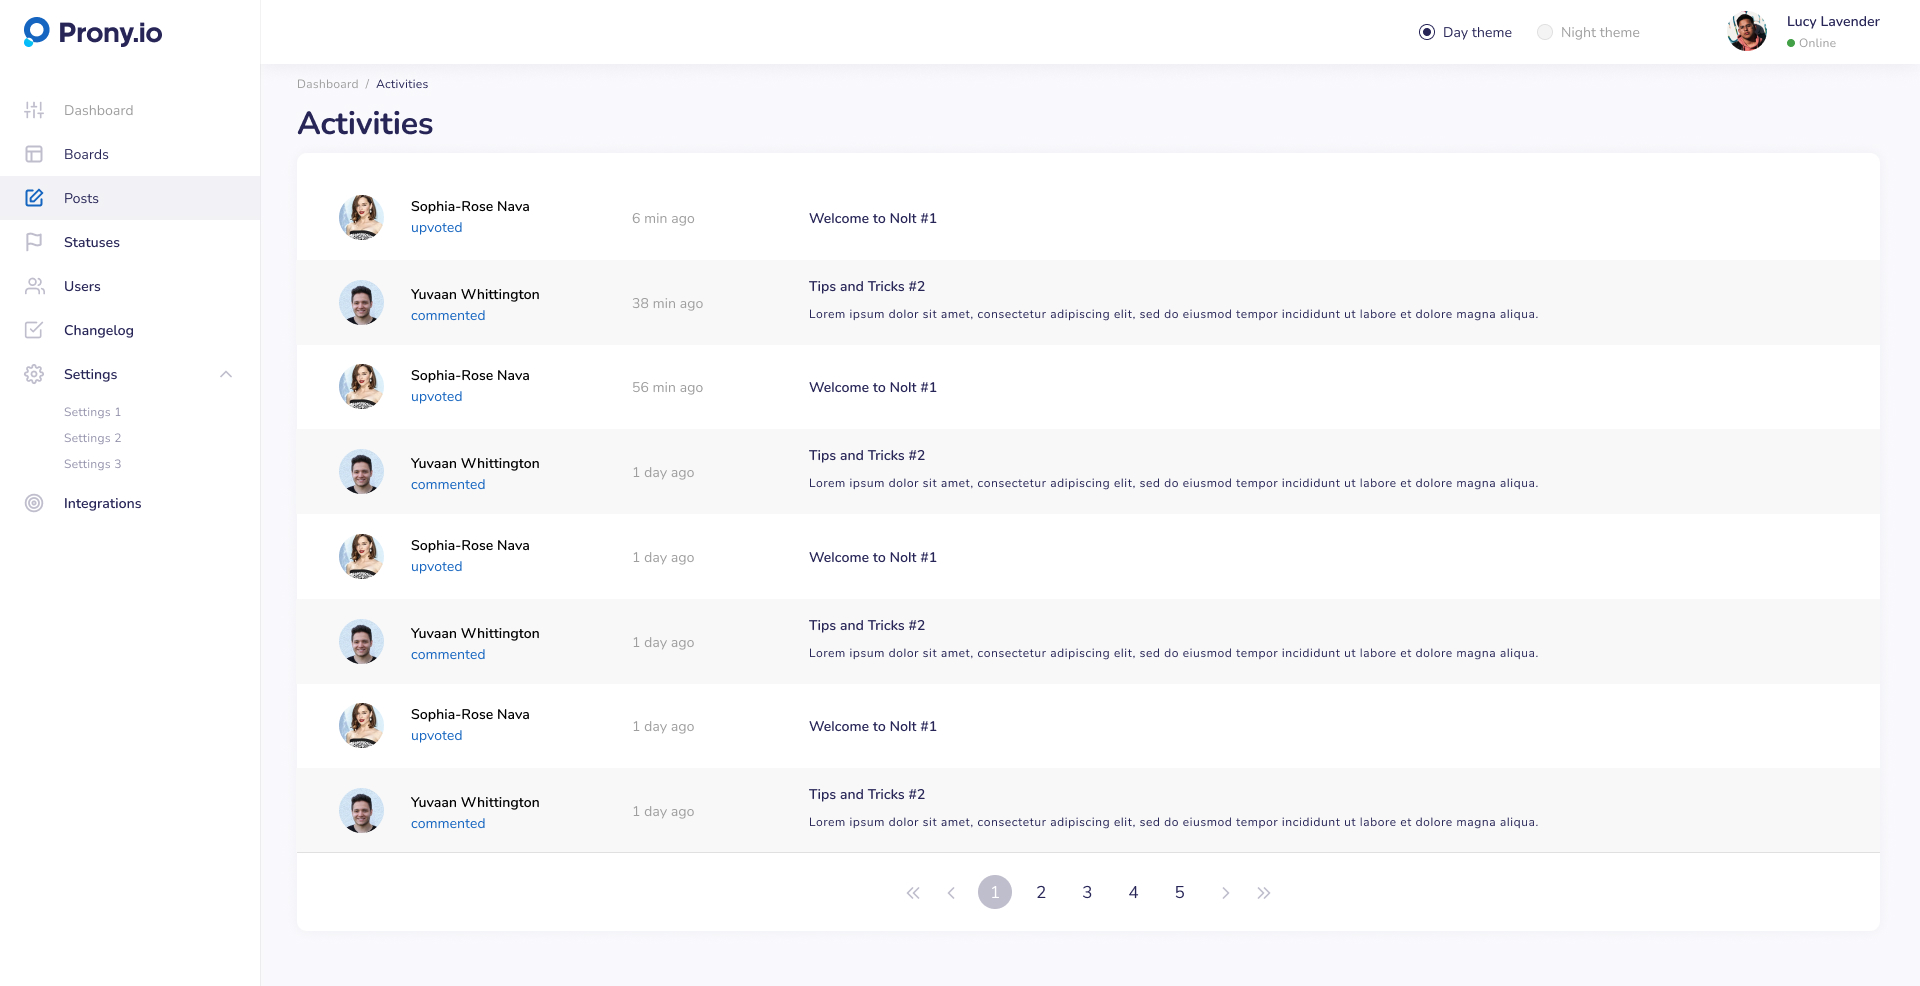 Prony.io
Day theme
Night theme
Lucy Lavender
Online
Dashboard
Boards
Posts
Statuses
Users
Changelog
Settings
Settings 1
Settings 2
Settings 3
Integrations
Dashboard / Activities
Activities
Sophia-Rose Nava
upvoted
6 min ago
Welcome to Nolt #1
Yuvaan Whittington
commented
38 min ago
Tips and Tricks #2
Lorem ipsum dolor sit amet, consectetur adipiscing elit, sed do eiusmod tempor incididunt ut labore et dolore magna aliqua.
Sophia-Rose Nava
upvoted
56 min ago
Welcome to Nolt #1
Yuvaan Whittington
commented
1 day ago
Tips and Tricks #2
Lorem ipsum dolor sit amet, consectetur adipiscing elit, sed do eiusmod tempor incididunt ut labore et dolore magna aliqua.
Sophia-Rose Nava
upvoted
1 day ago
Welcome to Nolt #1
Yuvaan Whittington
commented
1 day ago
Tips and Tricks #2
Lorem ipsum dolor sit amet, consectetur adipiscing elit, sed do eiusmod tempor incididunt ut labore et dolore magna aliqua.
Sophia-Rose Nava
upvoted
1 day ago
Welcome to Nolt #1
Yuvaan Whittington
commented
1 day ago
Tips and Tricks #2
Lorem ipsum dolor sit amet, consectetur adipiscing elit, sed do eiusmod tempor incididunt ut labore et dolore magna aliqua.
1 2 3 4 5